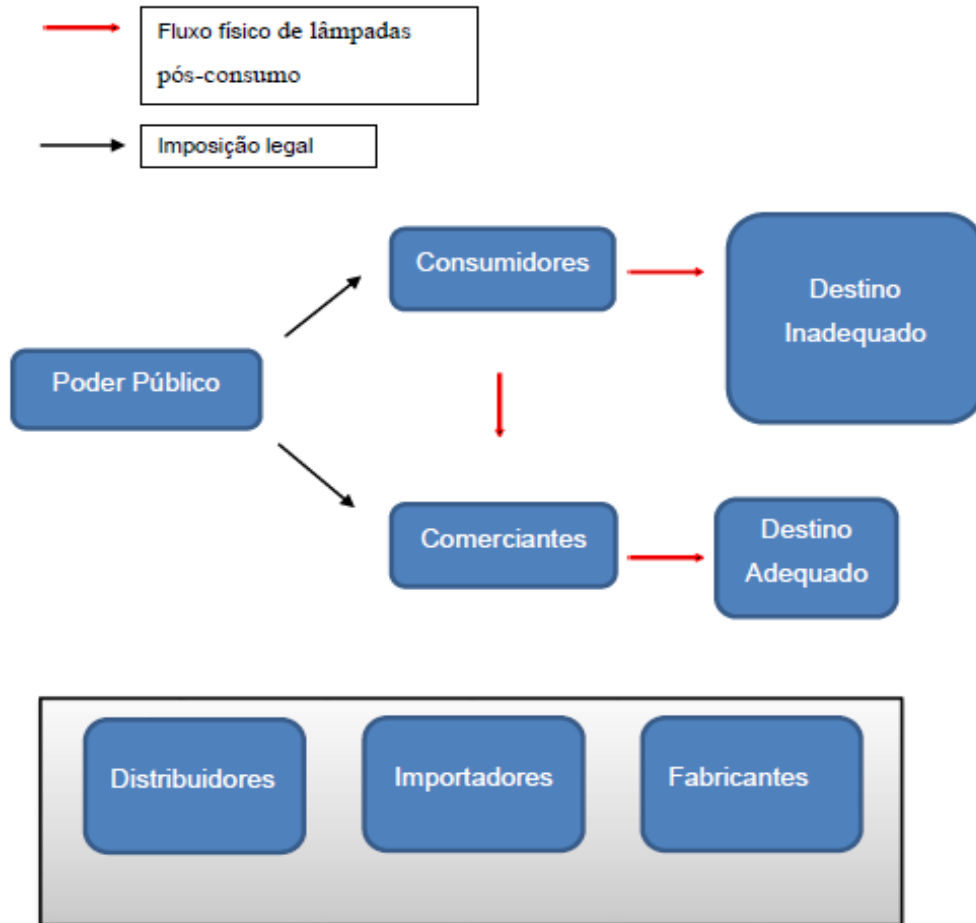 Fluxo físico de lâmpadas
pós-consumo
Imposição legal
Consumidores
Destino
Inadequado
Poder Público
Comerciantes
Destino
Adequado
Distribuidores
Importadores
Fabricantes